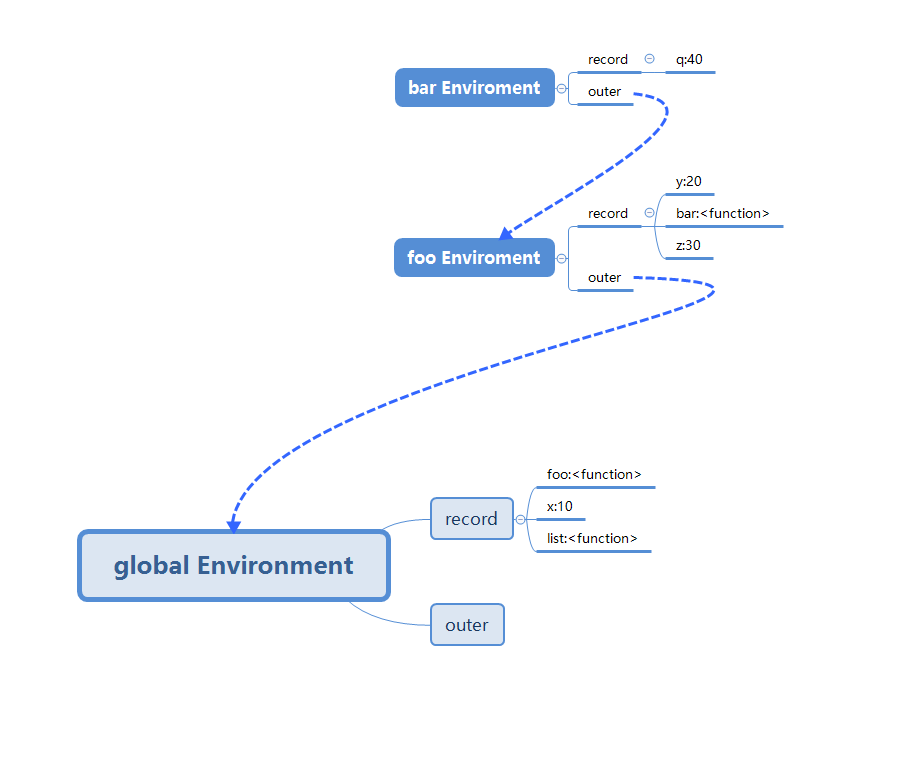 record
q:40
bar Enviroment
outer
y:20
record
bar:<function>
z:30
foo Enviroment
outer
foo:<function>
x:10
record
list:<function>
global Environment
outer